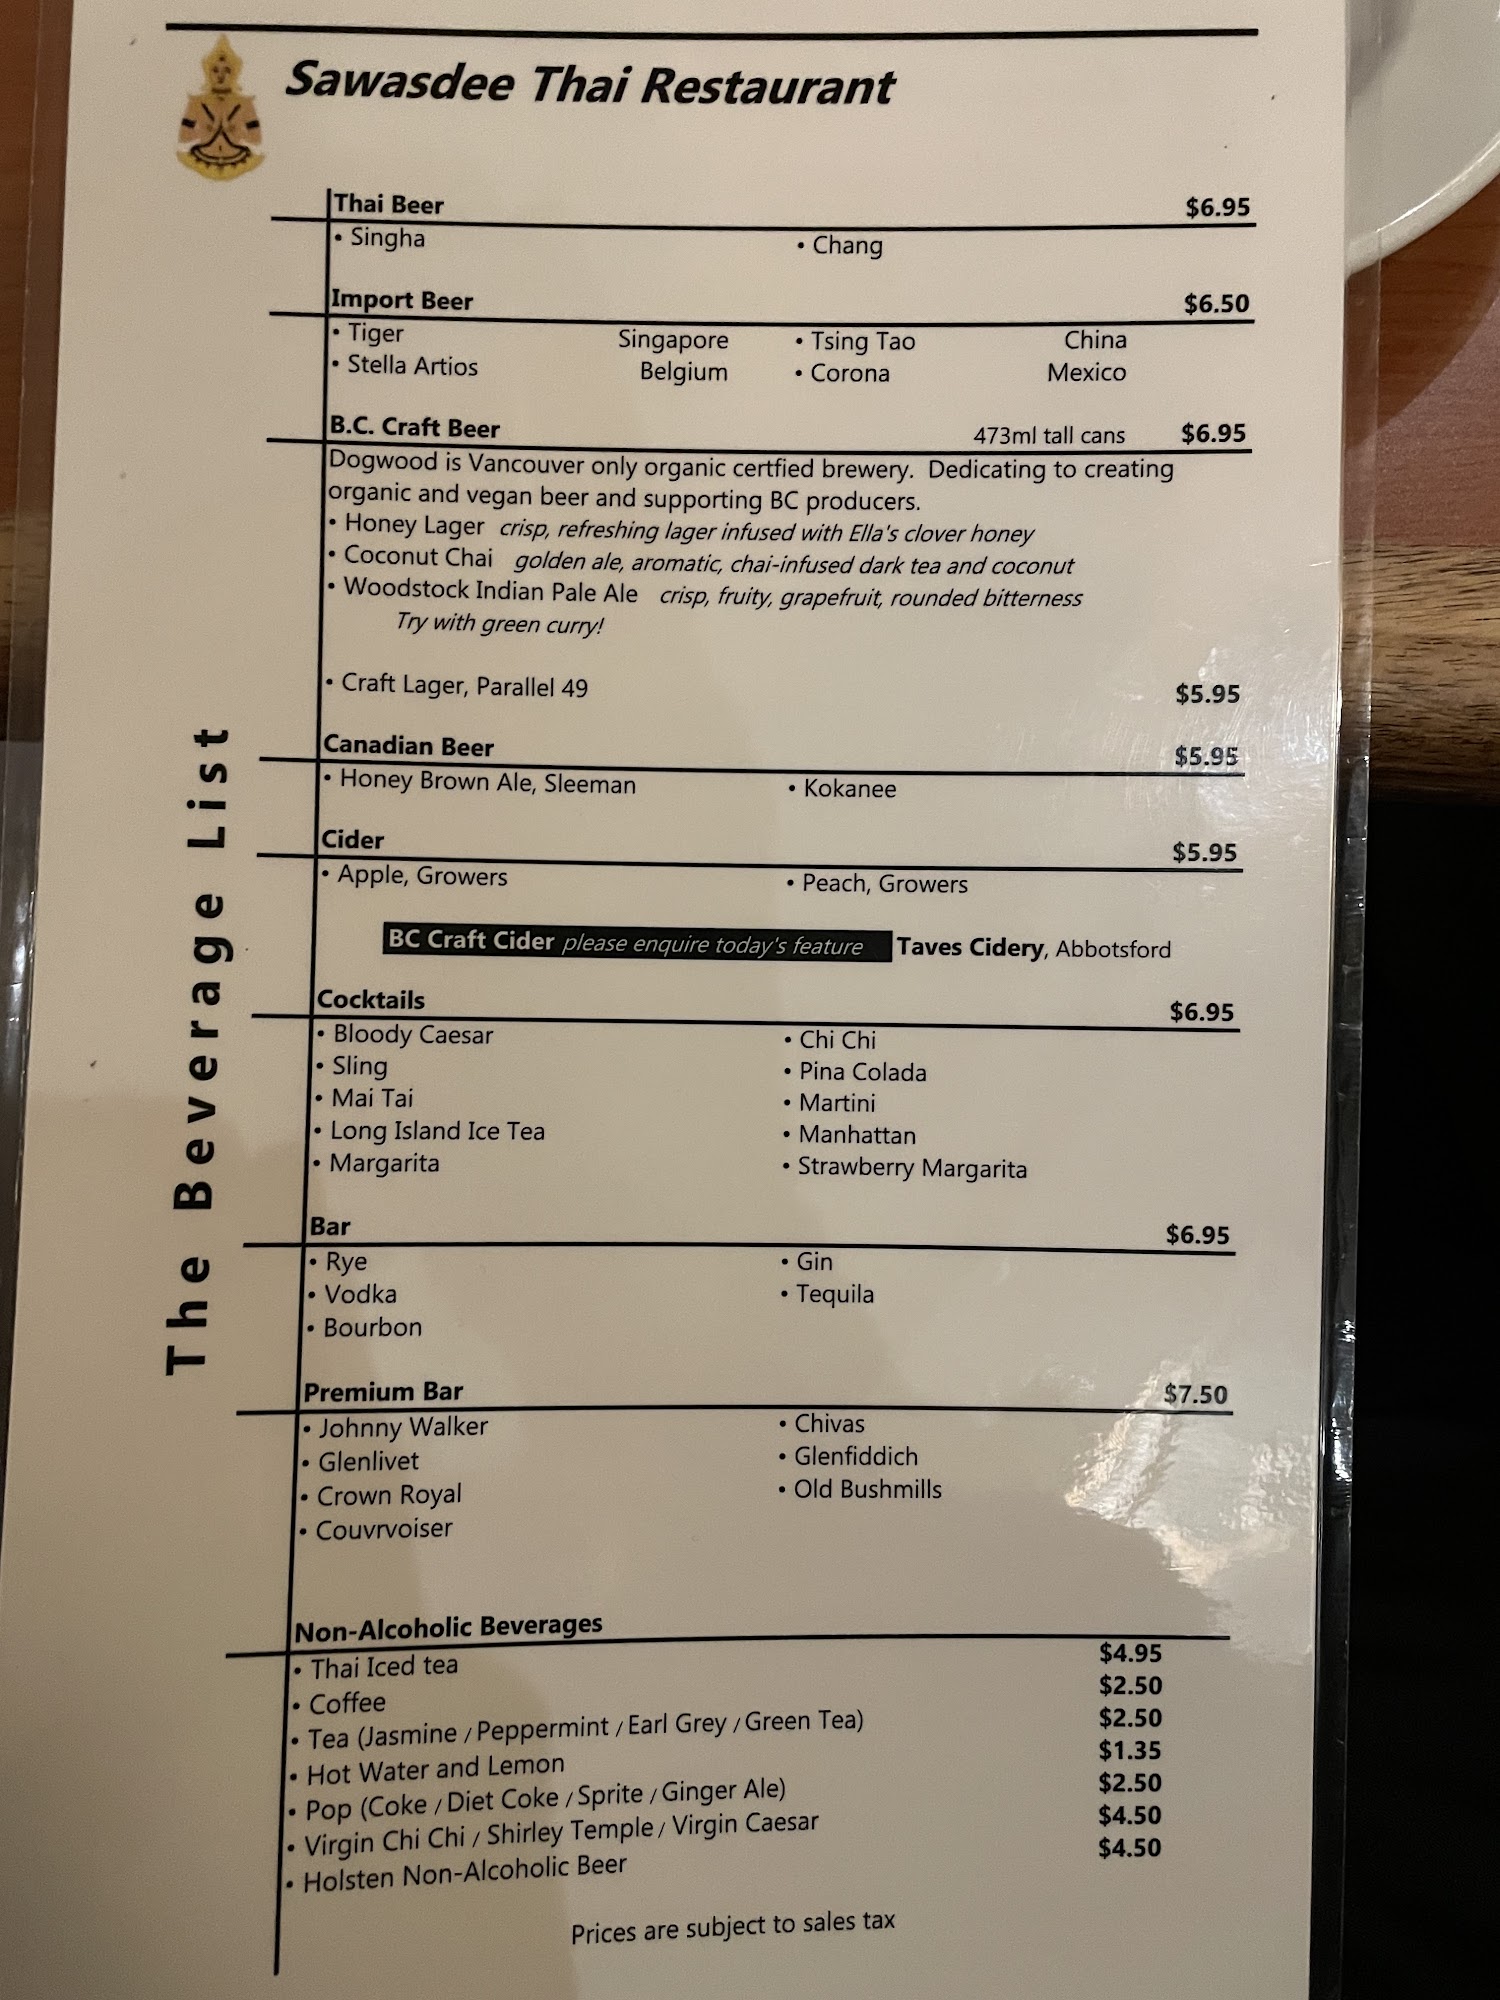 Sawasdee Thai Restaurant
The Beverage List
Thai Beer $6.95
• Singha • Chang
Import Beer $6.50
• Tiger Singapore • Tsing Tao China
• Stella Artios Belgium • Corona Mexico
B.C. Craft Beer 473ml tall cans $6.95
Dogwood is Vancouver only organic certfied brewery. Dedicating to creating
organic and vegan beer and supporting BC producers.
• Honey Lager crisp, refreshing lager infused with Ella's clover honey
• Coconut Chai golden ale, aromatic, chai-infused dark tea and coconut
• Woodstock Indian Pale Ale crisp, fruity, grapefruit, rounded bitterness
Try with green curry!
• Craft Lager, Parallel 49 $5.95
Canadian Beer $5.95
• Honey Brown Ale, Sleeman • Kokanee
Cider $5.95
• Apple, Growers • Peach, Growers
BC Craft Cider please enquire today's feature Taves Cidery, Abbotsford
Cocktails $6.95
• Bloody Caesar • Chi Chi
• Sling • Pina Colada
• Mai Tai • Martini
• Long Island Ice Tea • Manhattan
• Margarita • Strawberry Margarita
Bar $6.95
• Rye • Gin
• Vodka • Tequila
• Bourbon
Premium Bar $7.50
• Johnny Walker • Chivas
• Glenlivet • Glenfiddich
• Crown Royal • Old Bushmills
• Couvrvoiser
Non-Alcoholic Beverages
• Thai Iced tea $4.95
• Coffee $2.50
• Tea (Jasmine / Peppermint / Earl Grey / Green Tea) $2.50
• Hot Water and Lemon $1.35
• Pop (Coke / Diet Coke / Sprite / Ginger Ale) $2.50
• Virgin Chi Chi / Shirley Temple / Virgin Caesar $4.50
• Holsten Non-Alcoholic Beer $4.50
Prices are subject to sales tax